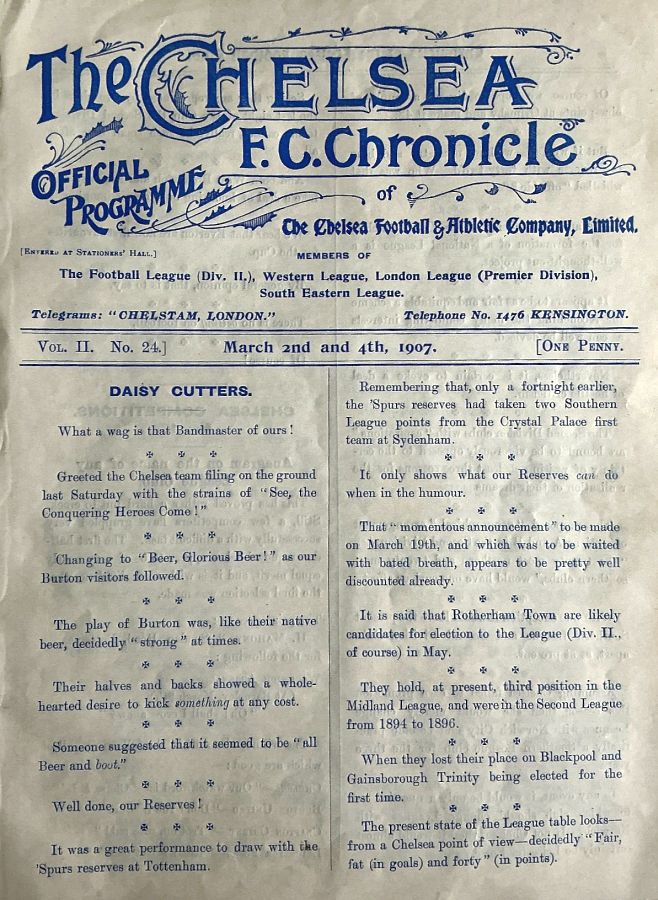 The CHELSEA
F.C. Chronicle
OFFICIAL
PROGRAMME
of
The Chelsea Football & Athletic Company, Limited.
[Entered at Stationers' Hall.]
MEMBERS OF
The Football League (Div. II.), Western League, London League (Premier Division),
South Eastern League.
Telegrams: "CHELSTAM, LONDON."
Telephone No. 1476 KENSINGTON.
Vol. II. No. 24.]
March 2nd and 4th, 1907.
[One Penny.
DAISY CUTTERS.
What a wag is that Bandmaster of ours!
Greeted the Chelsea team filing on the ground
last Saturday with the strains of "See, the
Conquering Heroes Come!"
Changing to "Beer, Glorious Beer!" as our
Burton visitors followed.
The play of Burton was, like their native
beer, decidedly "strong" at times.
Their halves and backs showed a whole-
hearted desire to kick something at any cost.
Someone suggested that it seemed to be "all
Beer and boot."
Well done, our Reserves!
It was a great performance to draw with the
'Spurs reserves at Tottenham.
Remembering that, only a fortnight earlier,
the 'Spurs reserves had taken two Southern
League points from the Crystal Palace first
team at Sydenham.
It only shows what our Reserves can do
when in the humour.
That "momentous announcement" to be made
on March 19th, and which was to be waited
with bated breath, appears to be pretty well
discounted already.
It is said that Rotherham Town are likely
candidates for election to the League (Div. II.,
of course) in May.
They hold, at present, third position in the
Midland League, and were in the Second League
from 1894 to 1896.
When they lost their place on Blackpool and
Gainsborough Trinity being elected for the
first time.
The present state of the League table looks—
from a Chelsea point of view—decidedly "Fair,
fat (in goals) and forty" (in points).